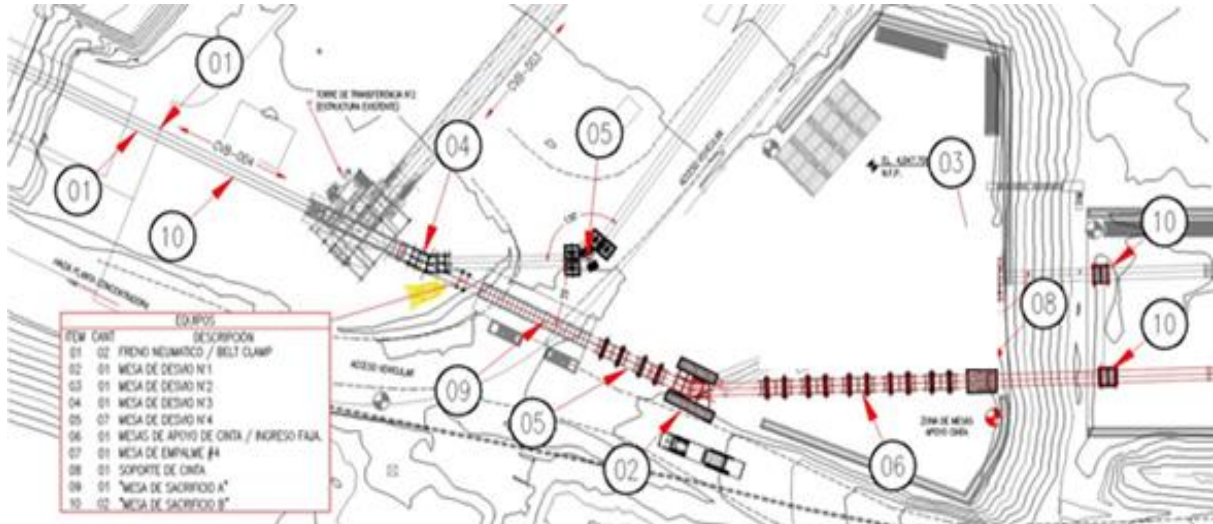 01
TORRE DE TRANSFERENCIA N°2
(ESTRUCTURA EXISTENTE)
CVB-003
05
04
03
01
CVB-004
10
ACCESO VEHICULAR
10
HACIA PLANTA CONCENTRADORA
08
10
EQUIPOS
ITEM CANT DESCRIPCION
01 02 FRENO NEUMATICO / BELT CLAMP
02 01 MESA DE DESVIO N°1
03 01 MESA DE DESVIO N°2
04 01 MESA DE DESVIO N°3
05 07 MESA DE DESVIO N°4
06 01 MESAS DE APOYO DE CINTA / INGRESO FAJA.
07 01 MESA DE EMPALME #4
08 01 SOPORTE DE CINTA
09 01 "MESA DE SACRIFICIO A"
10 02 "MESA DE SACRIFICIO B"
ACCESO VEHICULAR
09
05
02
06
ZONA DE MESAS
APOYO CINTA